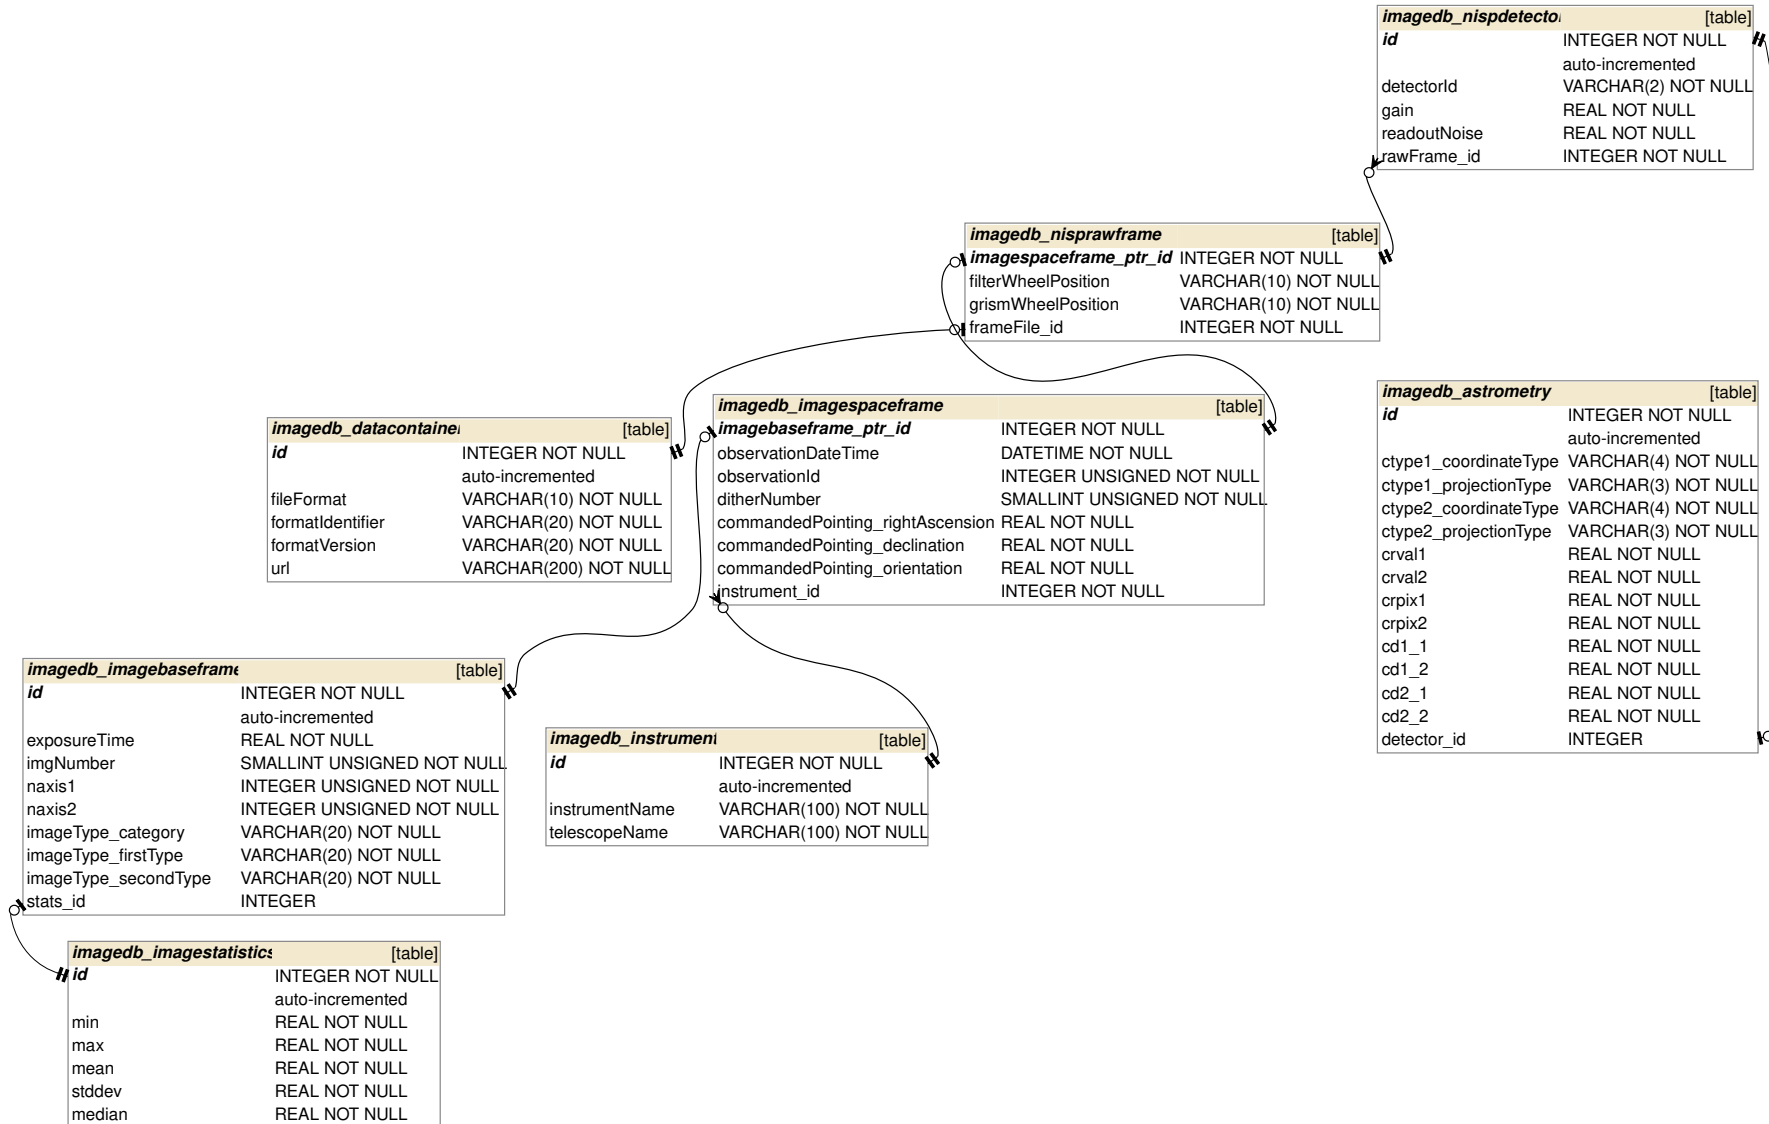 imagedb_nispdetector [table]
id INTEGER NOT NULL
auto-incremented
detectorId VARCHAR(2) NOT NULL
gain REAL NOT NULL
readoutNoise REAL NOT NULL
rawFrame_id INTEGER NOT NULL
imagedb_nisprawframe [table]
imagespaceframe_ptr_id INTEGER NOT NULL
filterWheelPosition VARCHAR(10) NOT NULL
grismWheelPosition VARCHAR(10) NOT NULL
frameFile_id INTEGER NOT NULL
imagedb_datacontainer [table]
id INTEGER NOT NULL
auto-incremented
fileFormat VARCHAR(10) NOT NULL
formatIdentifier VARCHAR(20) NOT NULL
formatVersion VARCHAR(20) NOT NULL
url VARCHAR(200) NOT NULL
imagedb_imagespaceframe [table]
imagebaseframe_ptr_id INTEGER NOT NULL
observationDateTime DATETIME NOT NULL
observationId INTEGER UNSIGNED NOT NULL
ditherNumber SMALLINT UNSIGNED NOT NULL
commandedPointing_rightAscension REAL NOT NULL
commandedPointing_declination REAL NOT NULL
commandedPointing_orientation REAL NOT NULL
instrument_id INTEGER NOT NULL
imagedb_astrometry [table]
id INTEGER NOT NULL
auto-incremented
ctype1_coordinateType VARCHAR(4) NOT NULL
ctype1_projectionType VARCHAR(3) NOT NULL
ctype2_coordinateType VARCHAR(4) NOT NULL
ctype2_projectionType VARCHAR(3) NOT NULL
crval1 REAL NOT NULL
crval2 REAL NOT NULL
crpix1 REAL NOT NULL
crpix2 REAL NOT NULL
cd1_1 REAL NOT NULL
cd1_2 REAL NOT NULL
cd2_1 REAL NOT NULL
cd2_2 REAL NOT NULL
detector_id INTEGER
imagedb_imagebaseframe [table]
id INTEGER NOT NULL
auto-incremented
exposureTime REAL NOT NULL
imgNumber SMALLINT UNSIGNED NOT NULL
naxis1 INTEGER UNSIGNED NOT NULL
naxis2 INTEGER UNSIGNED NOT NULL
imageType_category VARCHAR(20) NOT NULL
imageType_firstType VARCHAR(20) NOT NULL
imageType_secondType VARCHAR(20) NOT NULL
stats_id INTEGER
imagedb_instrument [table]
id INTEGER NOT NULL
auto-incremented
instrumentName VARCHAR(100) NOT NULL
telescopeName VARCHAR(100) NOT NULL
imagedb_imagestatistics [table]
id INTEGER NOT NULL
auto-incremented
min REAL NOT NULL
max REAL NOT NULL
mean REAL NOT NULL
stddev REAL NOT NULL
median REAL NOT NULL